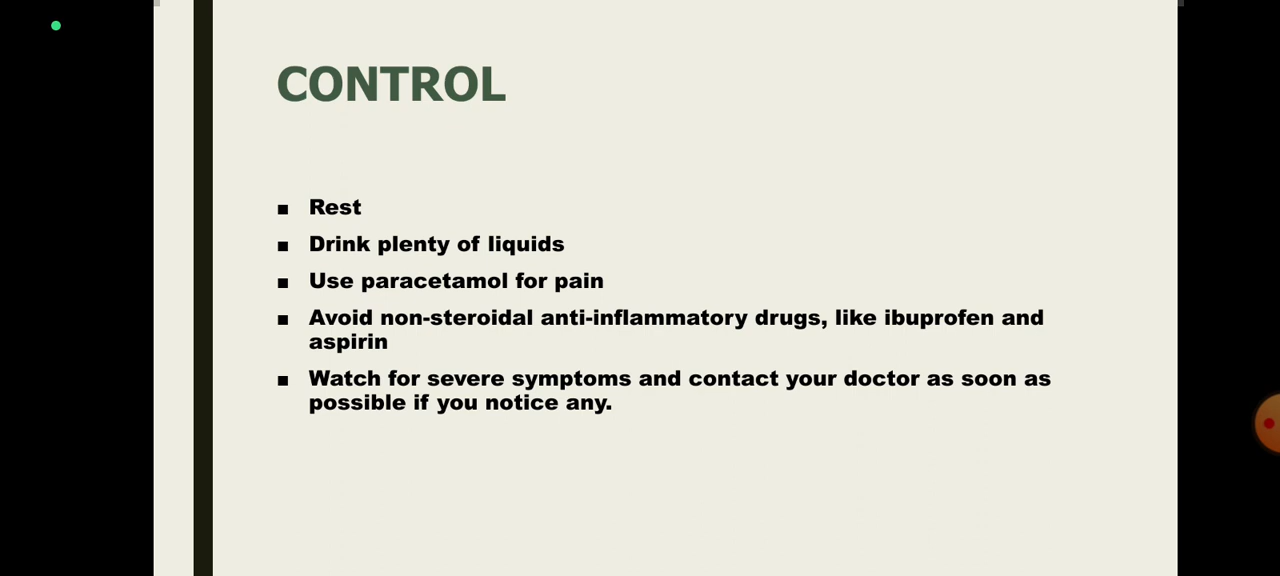 CONTROL
■ Rest
■ Drink plenty of liquids
■ Use paracetamol for pain
■ Avoid non-steroidal anti-inflammatory drugs, like ibuprofen and
aspirin
■ Watch for severe symptoms and contact your doctor as soon as
possible if you notice any.